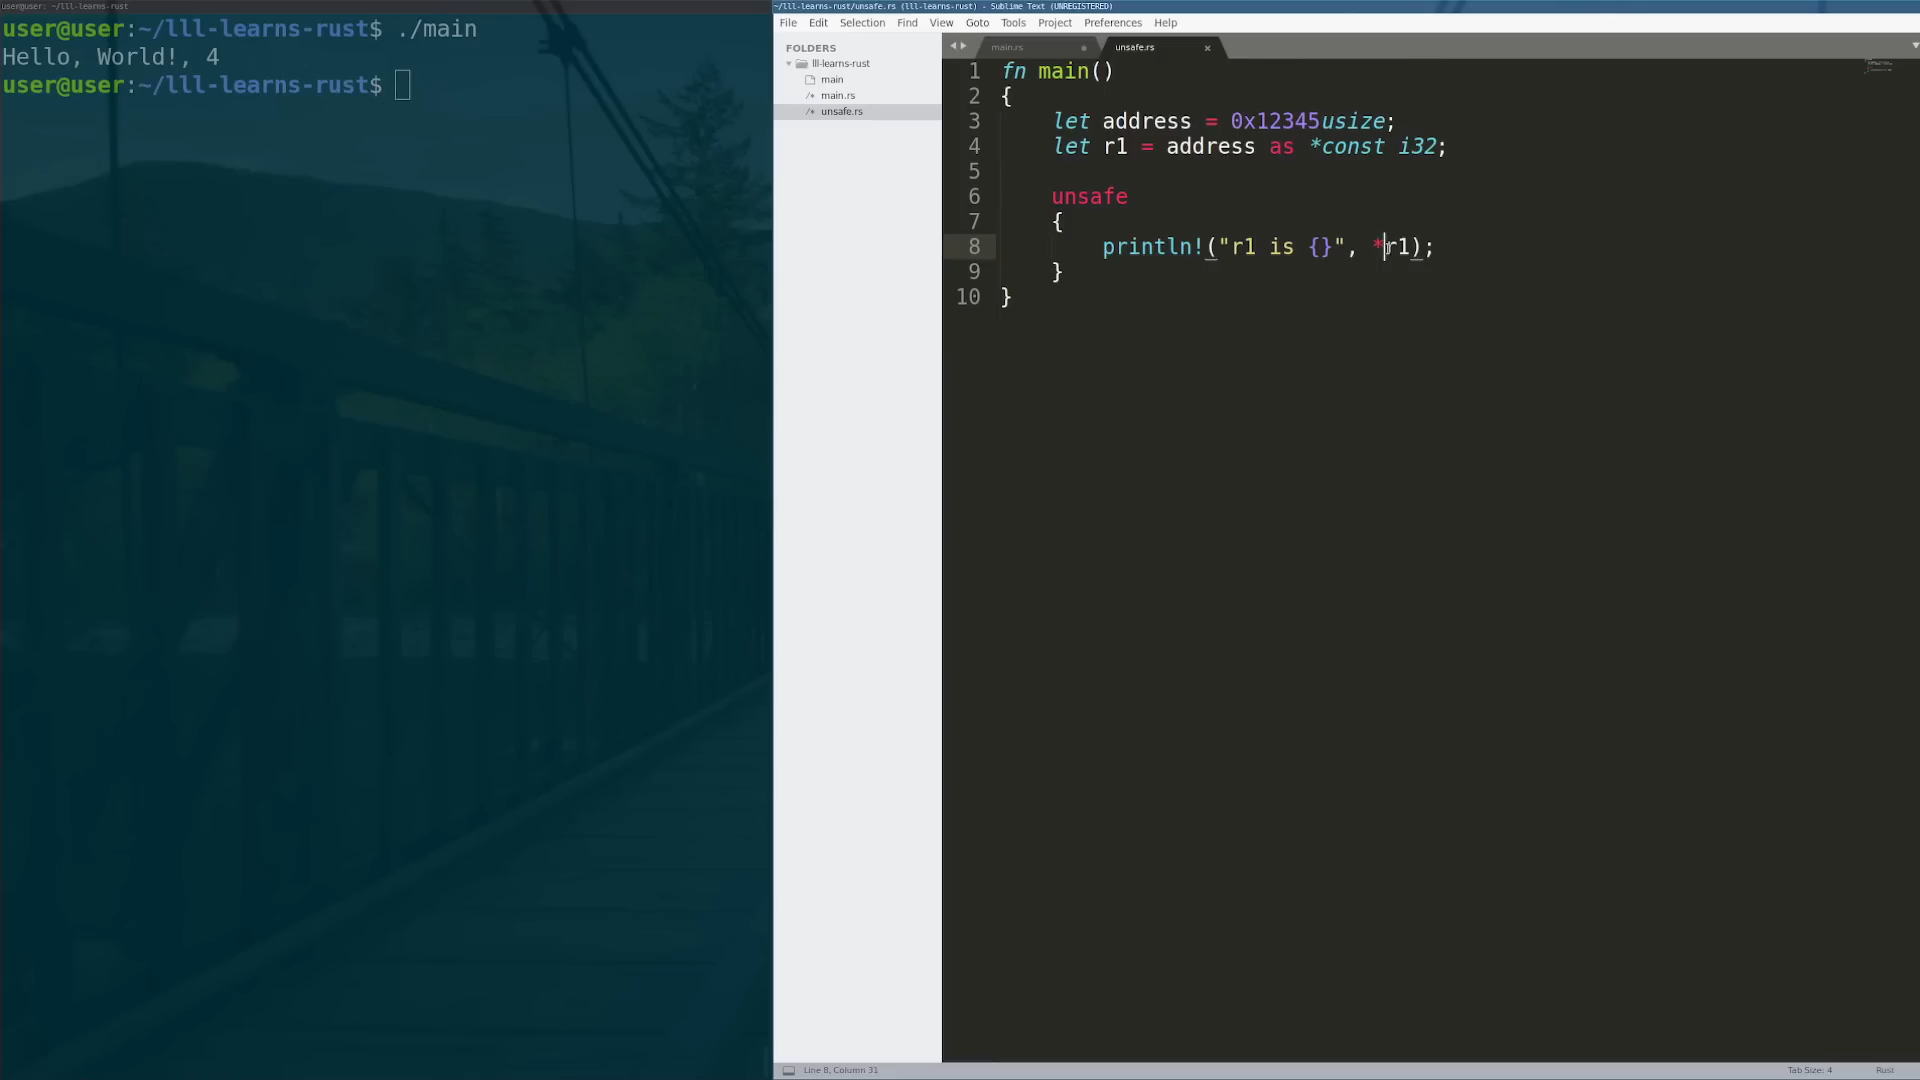 user@user: ~/lll-learns-rust
user@user:~/lll-learns-rust$ ./main
Hello, World!, 4
user@user:~/lll-learns-rust$
~/lll-learns-rust/unsafe.rs (lll-learns-rust) - Sublime Text (UNREGISTERED)
File Edit Selection Find View Goto Tools Project Preferences Help
FOLDERS
lll-learns-rust
main
/* main.rs
/* unsafe.rs
main.rs unsafe.rs
1 fn main()
2 {
3 let address = 0x12345usize;
4 let r1 = address as *const i32;
5
6 unsafe
7 {
8 println!("r1 is {}", *r1);
9 }
10 }
Line 8, Column 31
Tab Size: 4 Rust